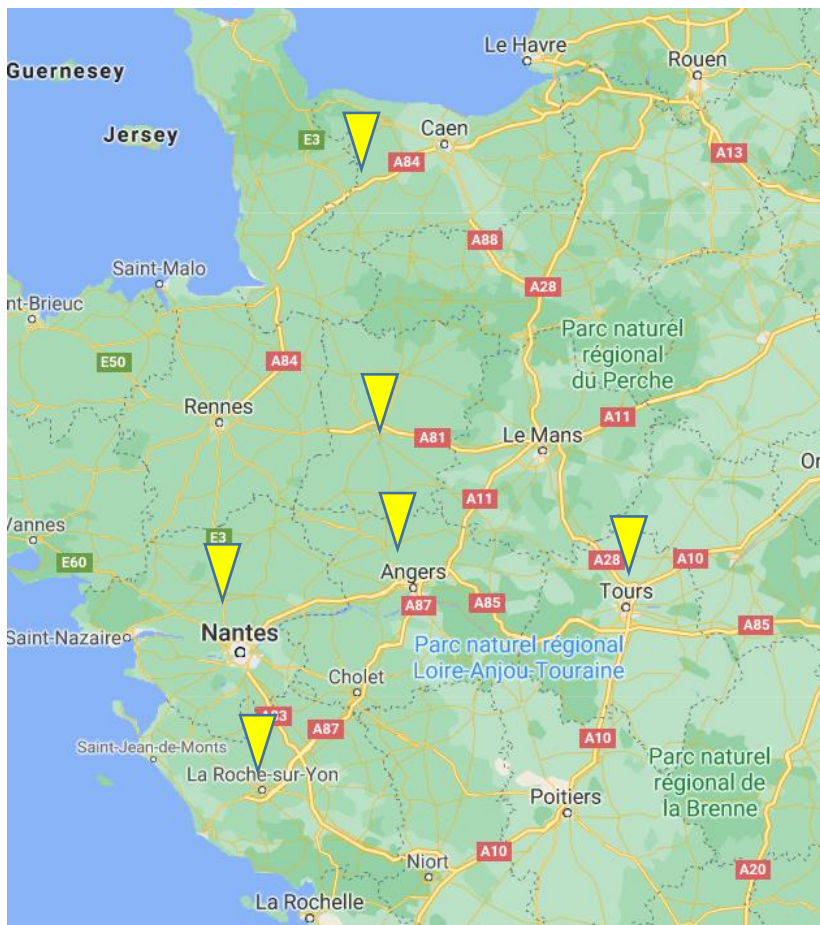 Le Havre
Rouen
Guernesey
Jersey
E3
Caen
A84
A13
A88
Saint-Malo
A28
nt-Brieuc
Parc naturel
régional
du Perche
E50
A84
Rennes
A11
A81
Le Mans
Or
A11
Vannes
E3
E60
A28
A10
Angers
A87
A85
Tours
Saint-Nazaire
Nantes
Parc naturel régional
Loire-Anjou-Touraine
A85
Cholet
A87
Saint-Jean-de-Monts
A10
La Roche-sur-Yon
Parc naturel
régional de
la Brenne
Poitiers
A10
Niort
A20
La Rochelle